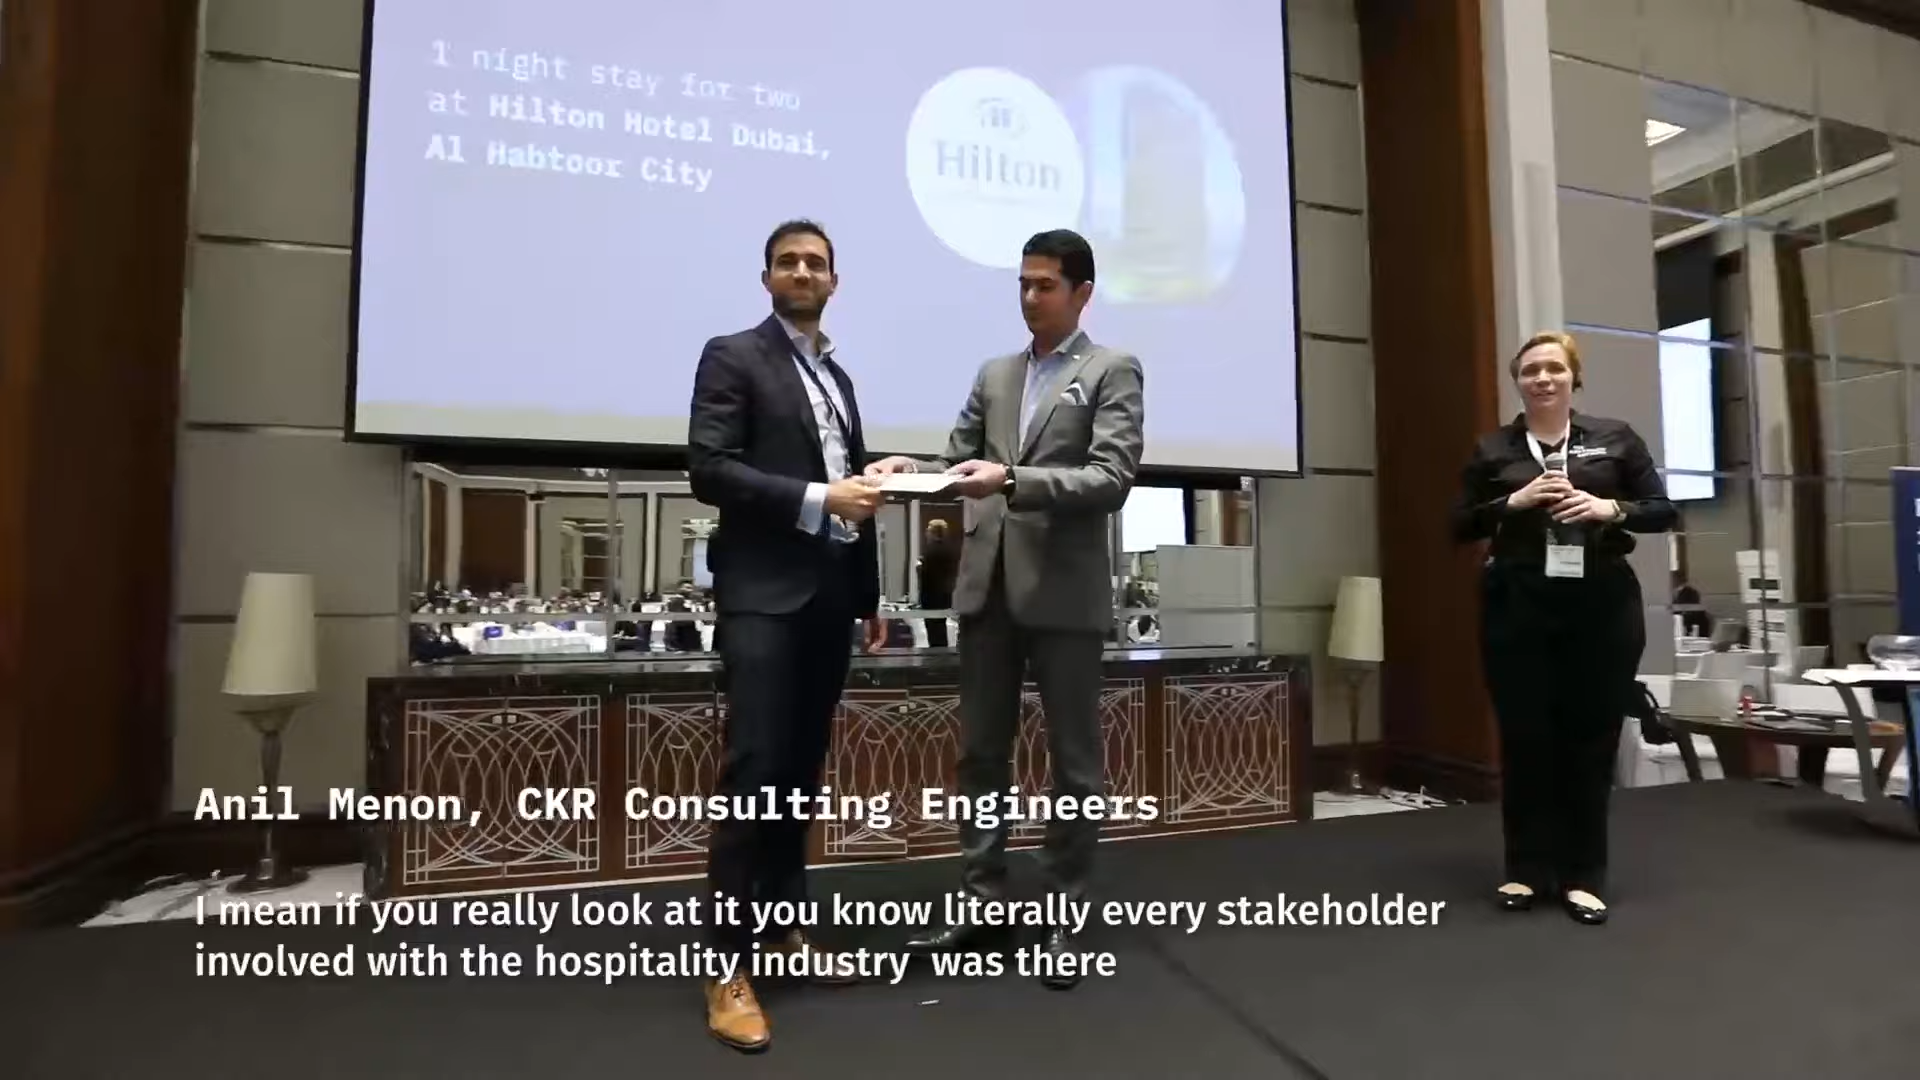 1 night stay for two
at Hilton Hotel Dubai,
Al Habtoor City
Hilton
Anil Menon, CKR Consulting Engineers
I mean if you really look at it you know literally every stakeholder
involved with the hospitality industry  was there